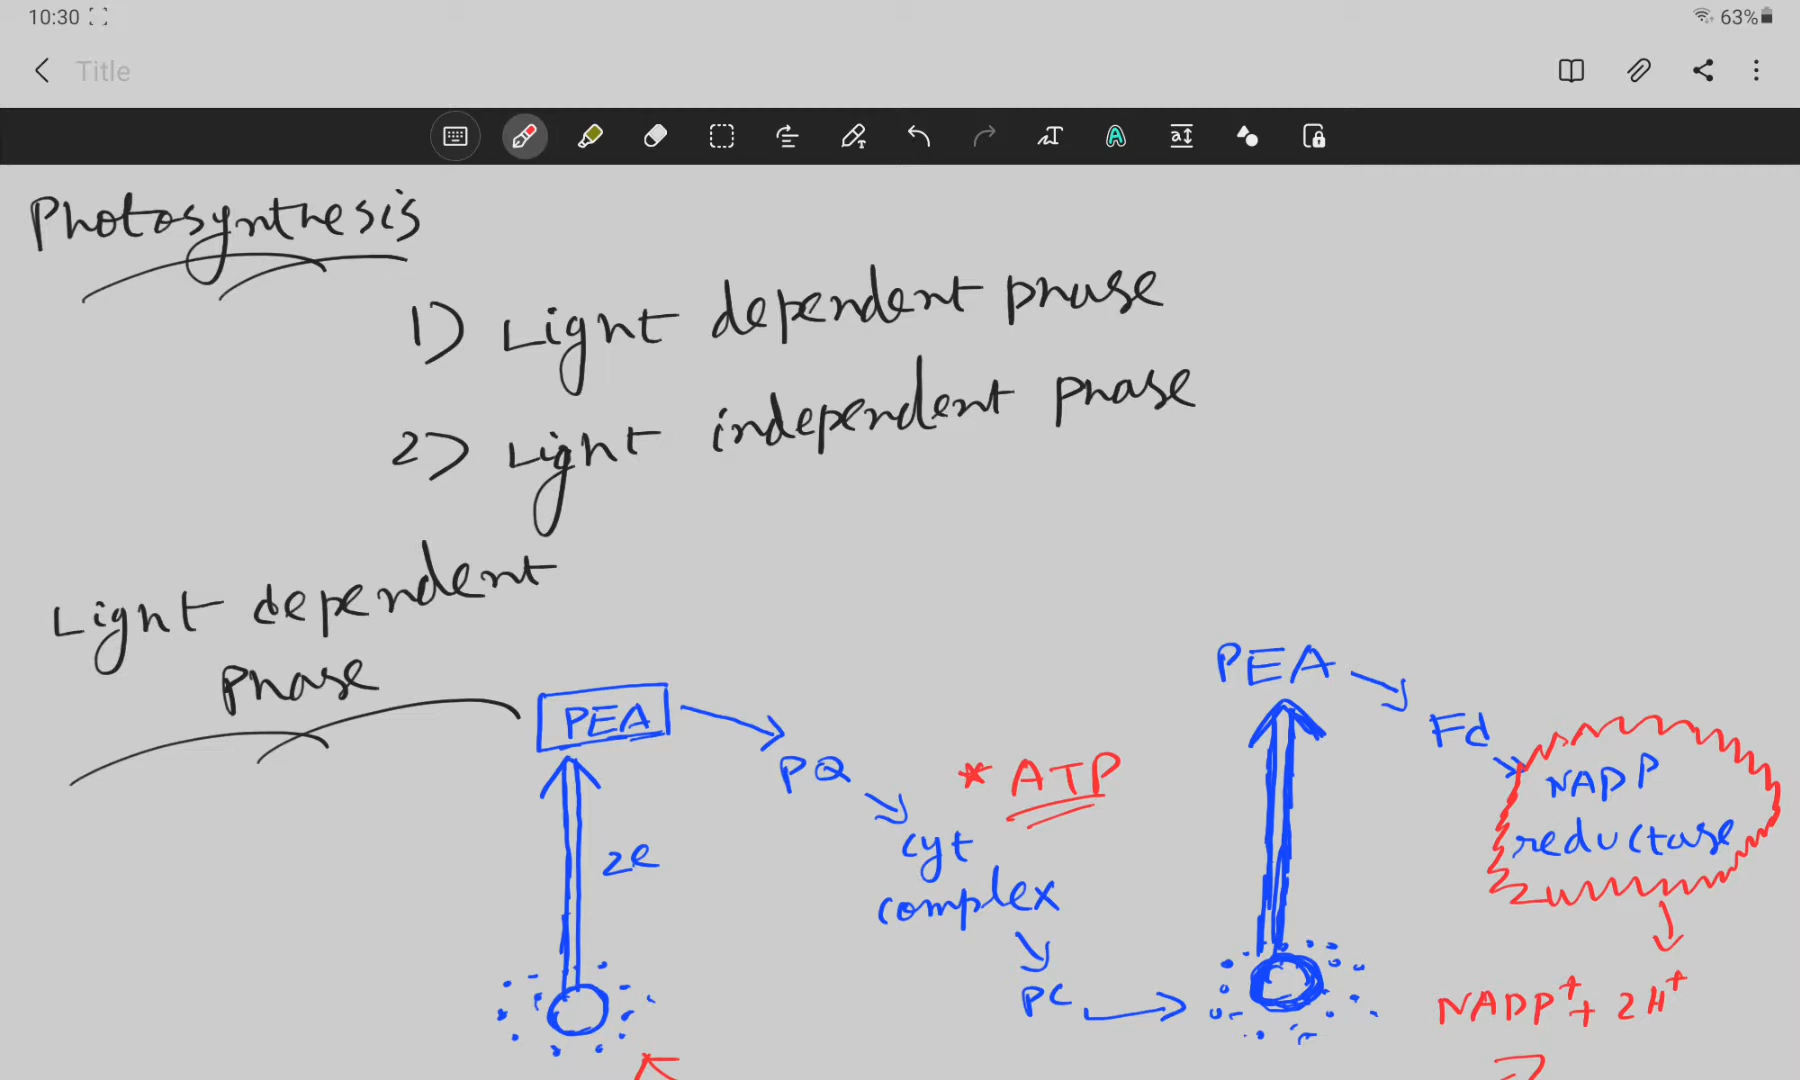 10:30
63%
Title
Photosynthesis
1) Light dependent phase
2) Light independent phase
Light dependent
phase
PEA
PEA
Fd
PQ
* ATP
NADP
reductase
2e
cyt
complex
PC
NADP⁺ + 2H⁺